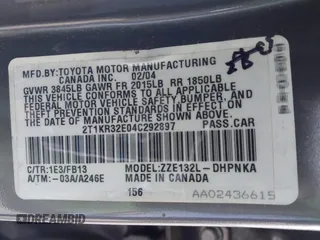 MFD.BY:TOYOTA MOTOR MANUFACTURING
CANADA INC. 02/04
GVWR 3845LB GAWR FR 2015LB RR 1850LB
THIS VEHICLE CONFORMS TO ALL APPLICABLE
FEDERAL MOTOR VEHICLE SAFETY, BUMPER, AND
THEFT PREVENTION STANDARDS IN EFFECT ON
THE DATE OF MANUFACTURE SHOWN ABOVE.
2T1KR32E04C292897 PASS.CAR
C/TR:1E3/FB13 MODEL:ZZE132L-DHPNKA
A/TM:-03A/A246E MADE IN CANADA
156 AA02436615
DREAMBID